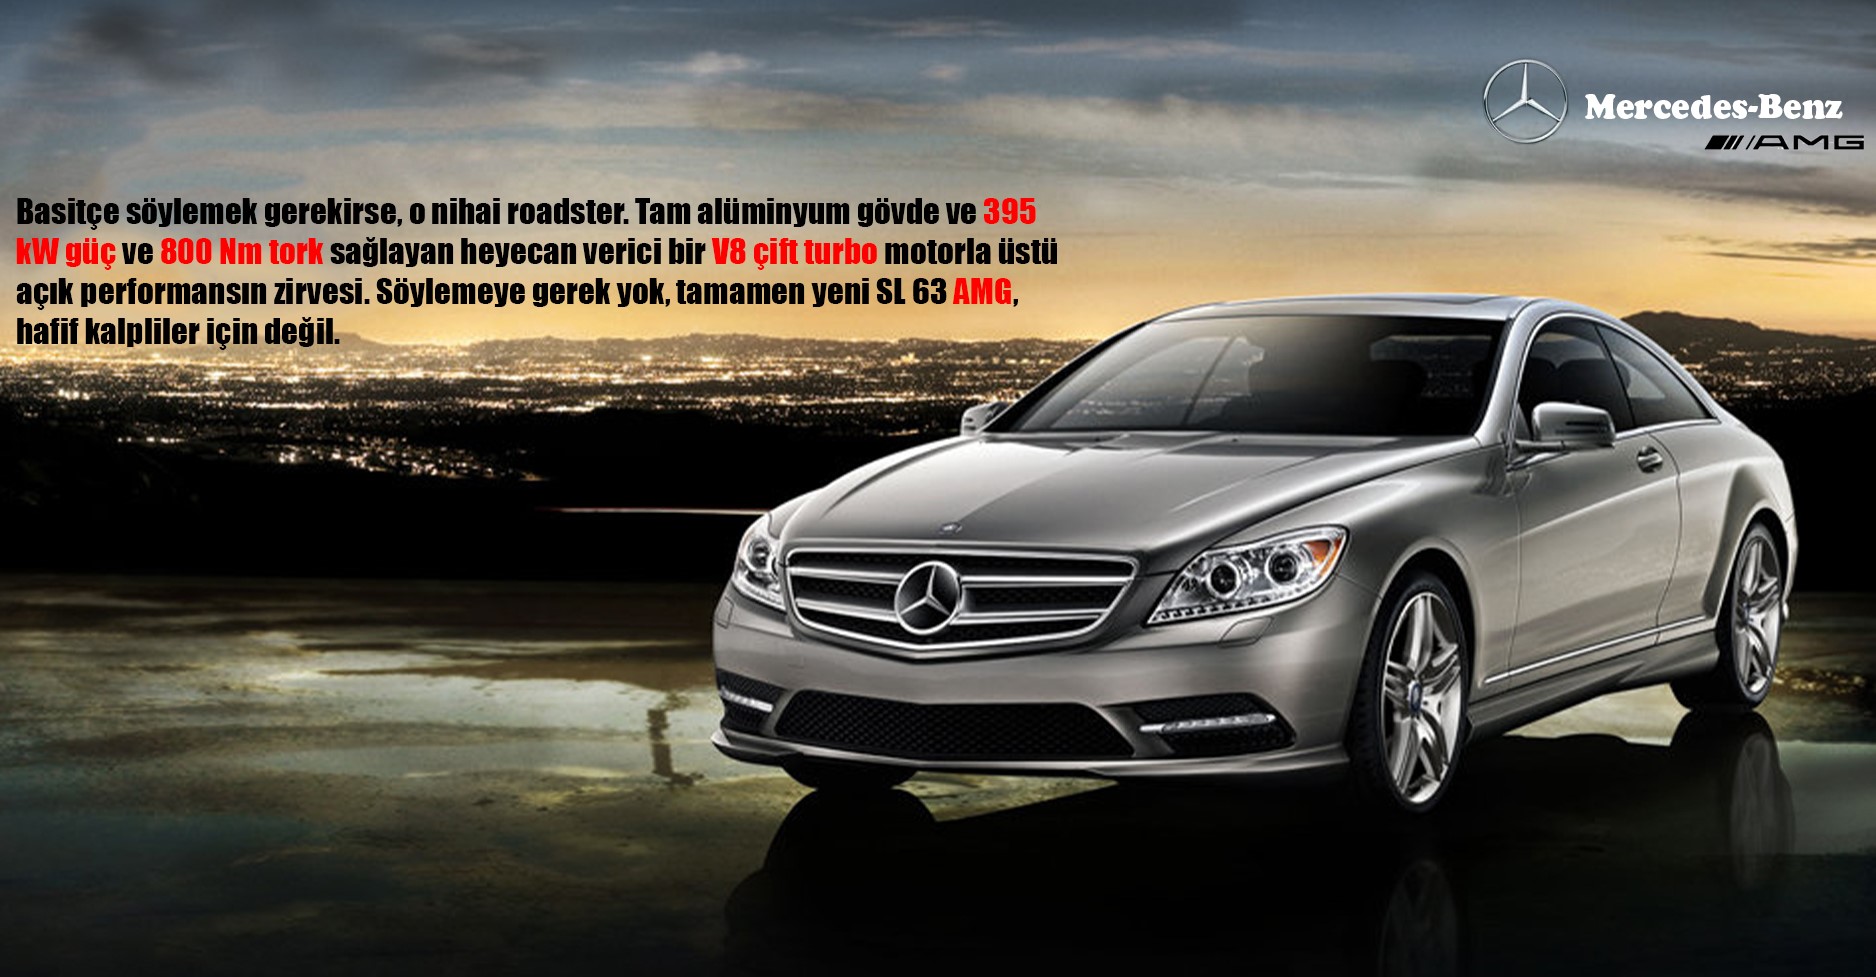 Mercedes-Benz
AMG
Basitçe söylemek gerekirse, o nihai roadster. Tam alüminyum gövde ve 395
kW güç ve 800 Nm tork sağlayan heyecan verici bir V8 çift turbo motorla üstü
açık performansın zirvesi. Söylemeye gerek yok, tamamen yeni SL 63 AMG,
hafif kalpliler için değil.